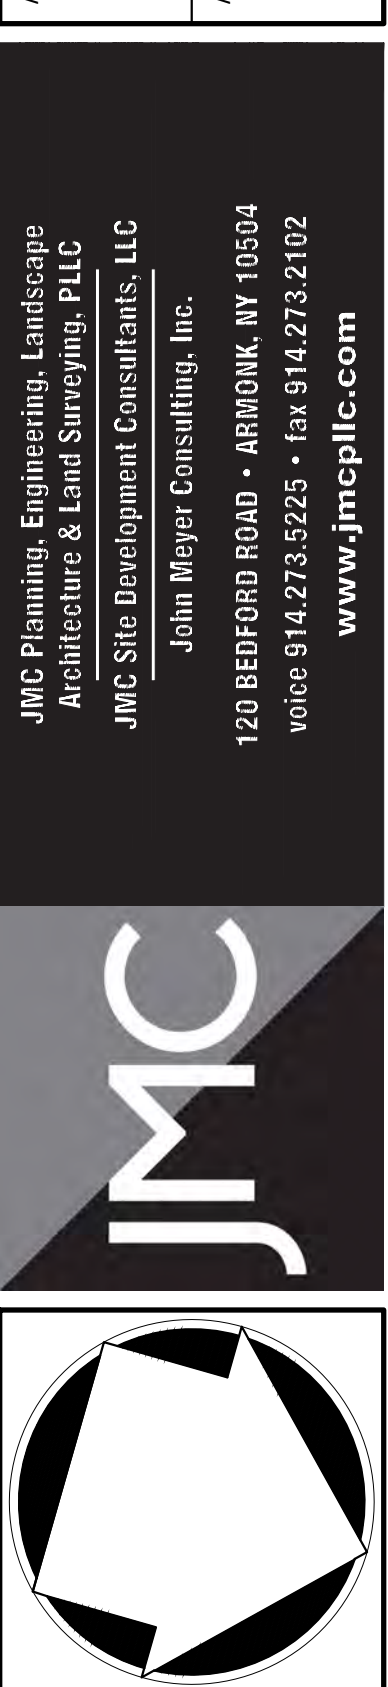 JMC Planning, Engineering, Landscape
Architecture & Land Surveying, PLLC
JMC Site Development Consultants, LLC
John Meyer Consulting, Inc.
120 BEDFORD ROAD • ARMONK, NY 10504
voice 914.273.5225 • fax 914.273.2102
www.jmcpllc.com
JMC